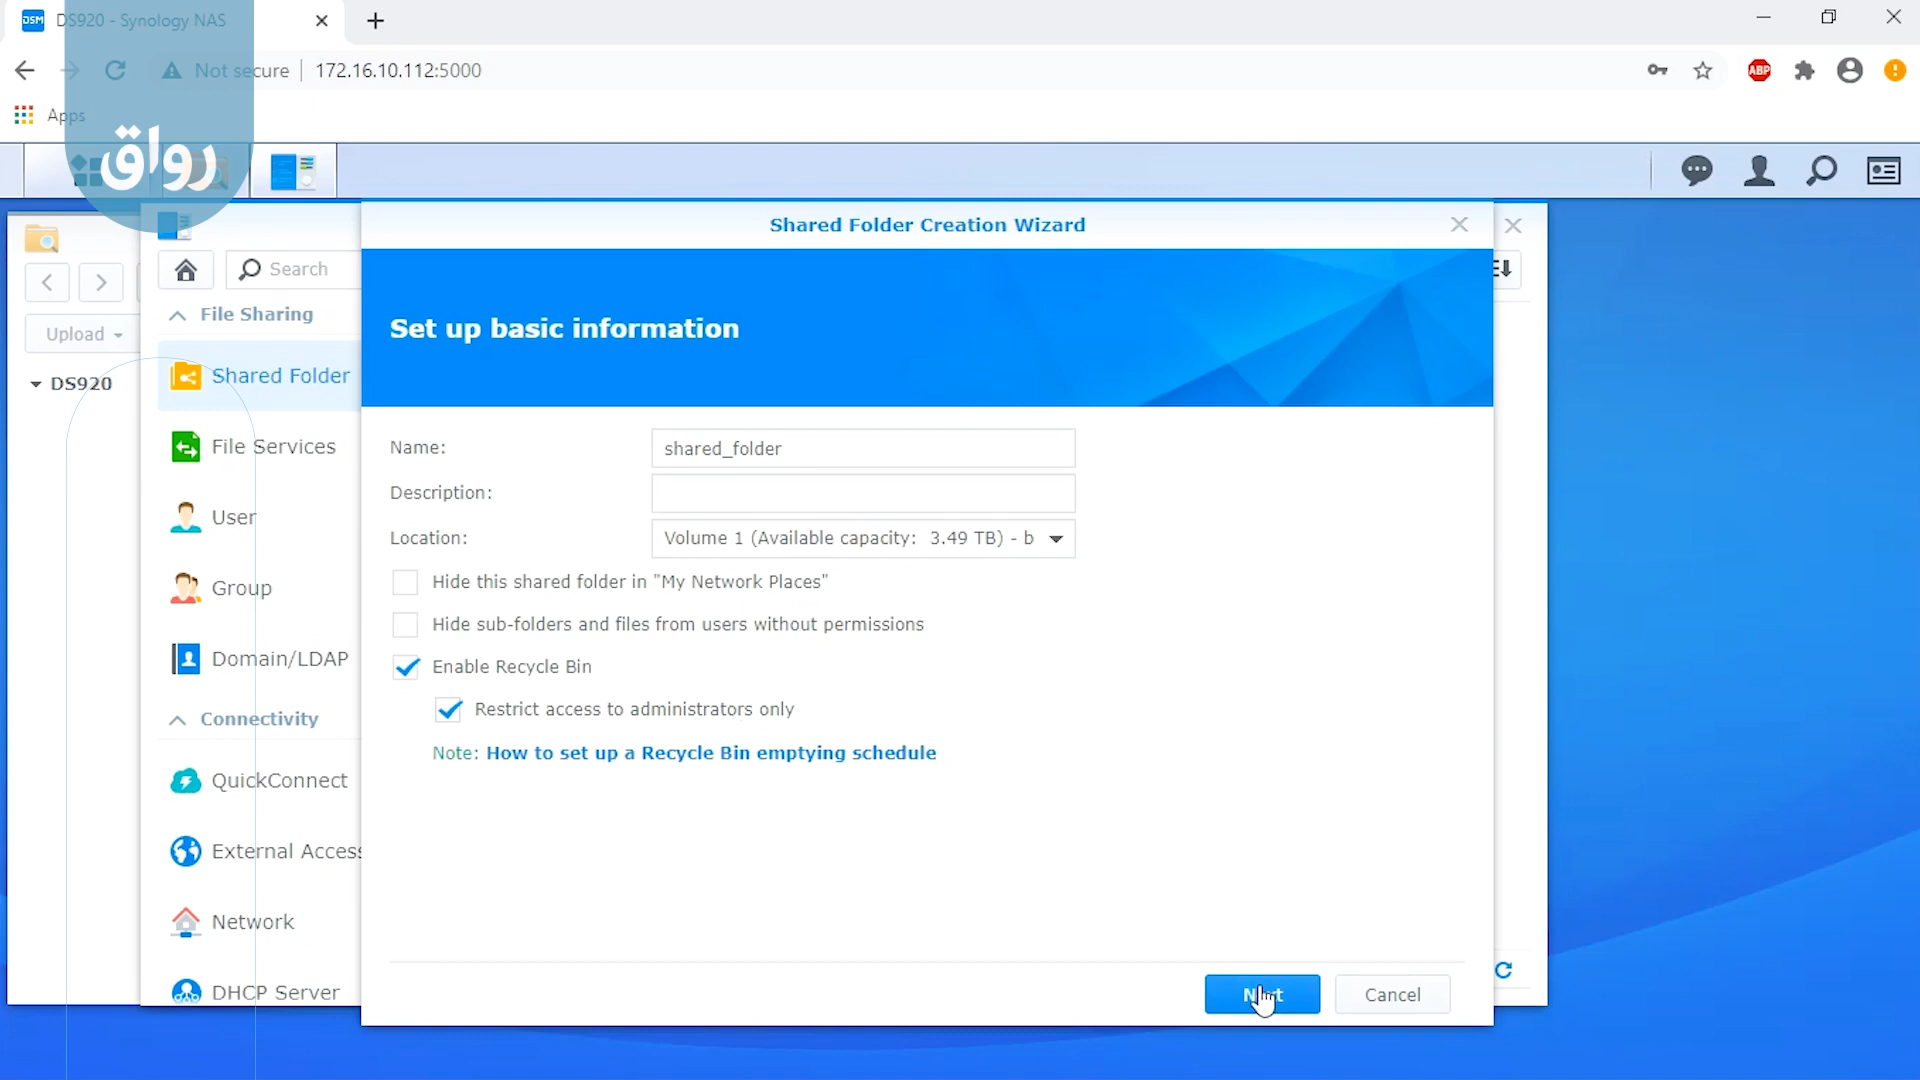 DSM DS920 - Synology NAS
Not secure 172.16.10.112:5000
ABP
Apps
رواق
Shared Folder Creation Wizard
Search
File Sharing
Upload
Set up basic information
Shared Folder
DS920
File Services
Name: shared_folder
Description:
User
Location: Volume 1 (Available capacity: 3.49 TB) - b
Group
Hide this shared folder in "My Network Places"
Hide sub-folders and files from users without permissions
Domain/LDAP
Enable Recycle Bin
Restrict access to administrators only
Connectivity
Note: How to set up a Recycle Bin emptying schedule
QuickConnect
External Access
Network
DHCP Server
Next
Cancel